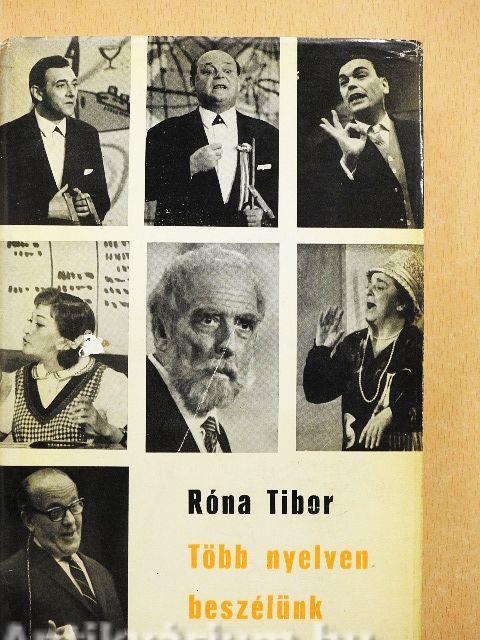 Róna Tibor
Több nyelven
beszélünk